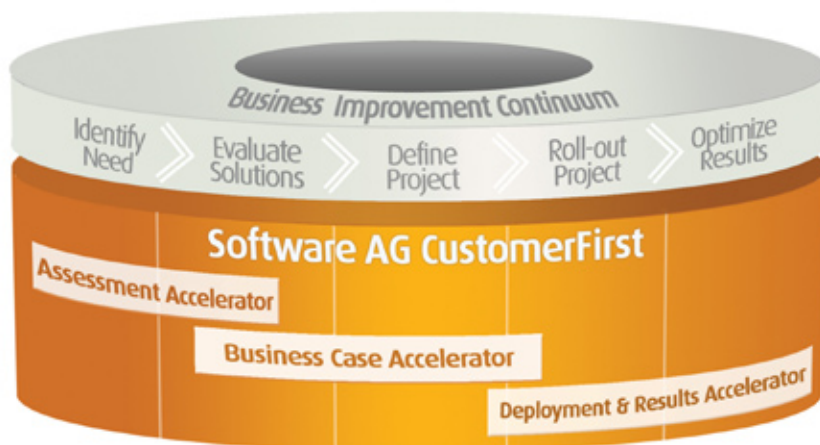 Business Improvement Continuum
Identify
Need
Evaluate
Solutions
Define
Project
Roll-out
Project
Optimize
Results
Software AG CustomerFirst
Assessment Accelerator
Business Case Accelerator
Deployment & Results Accelerator